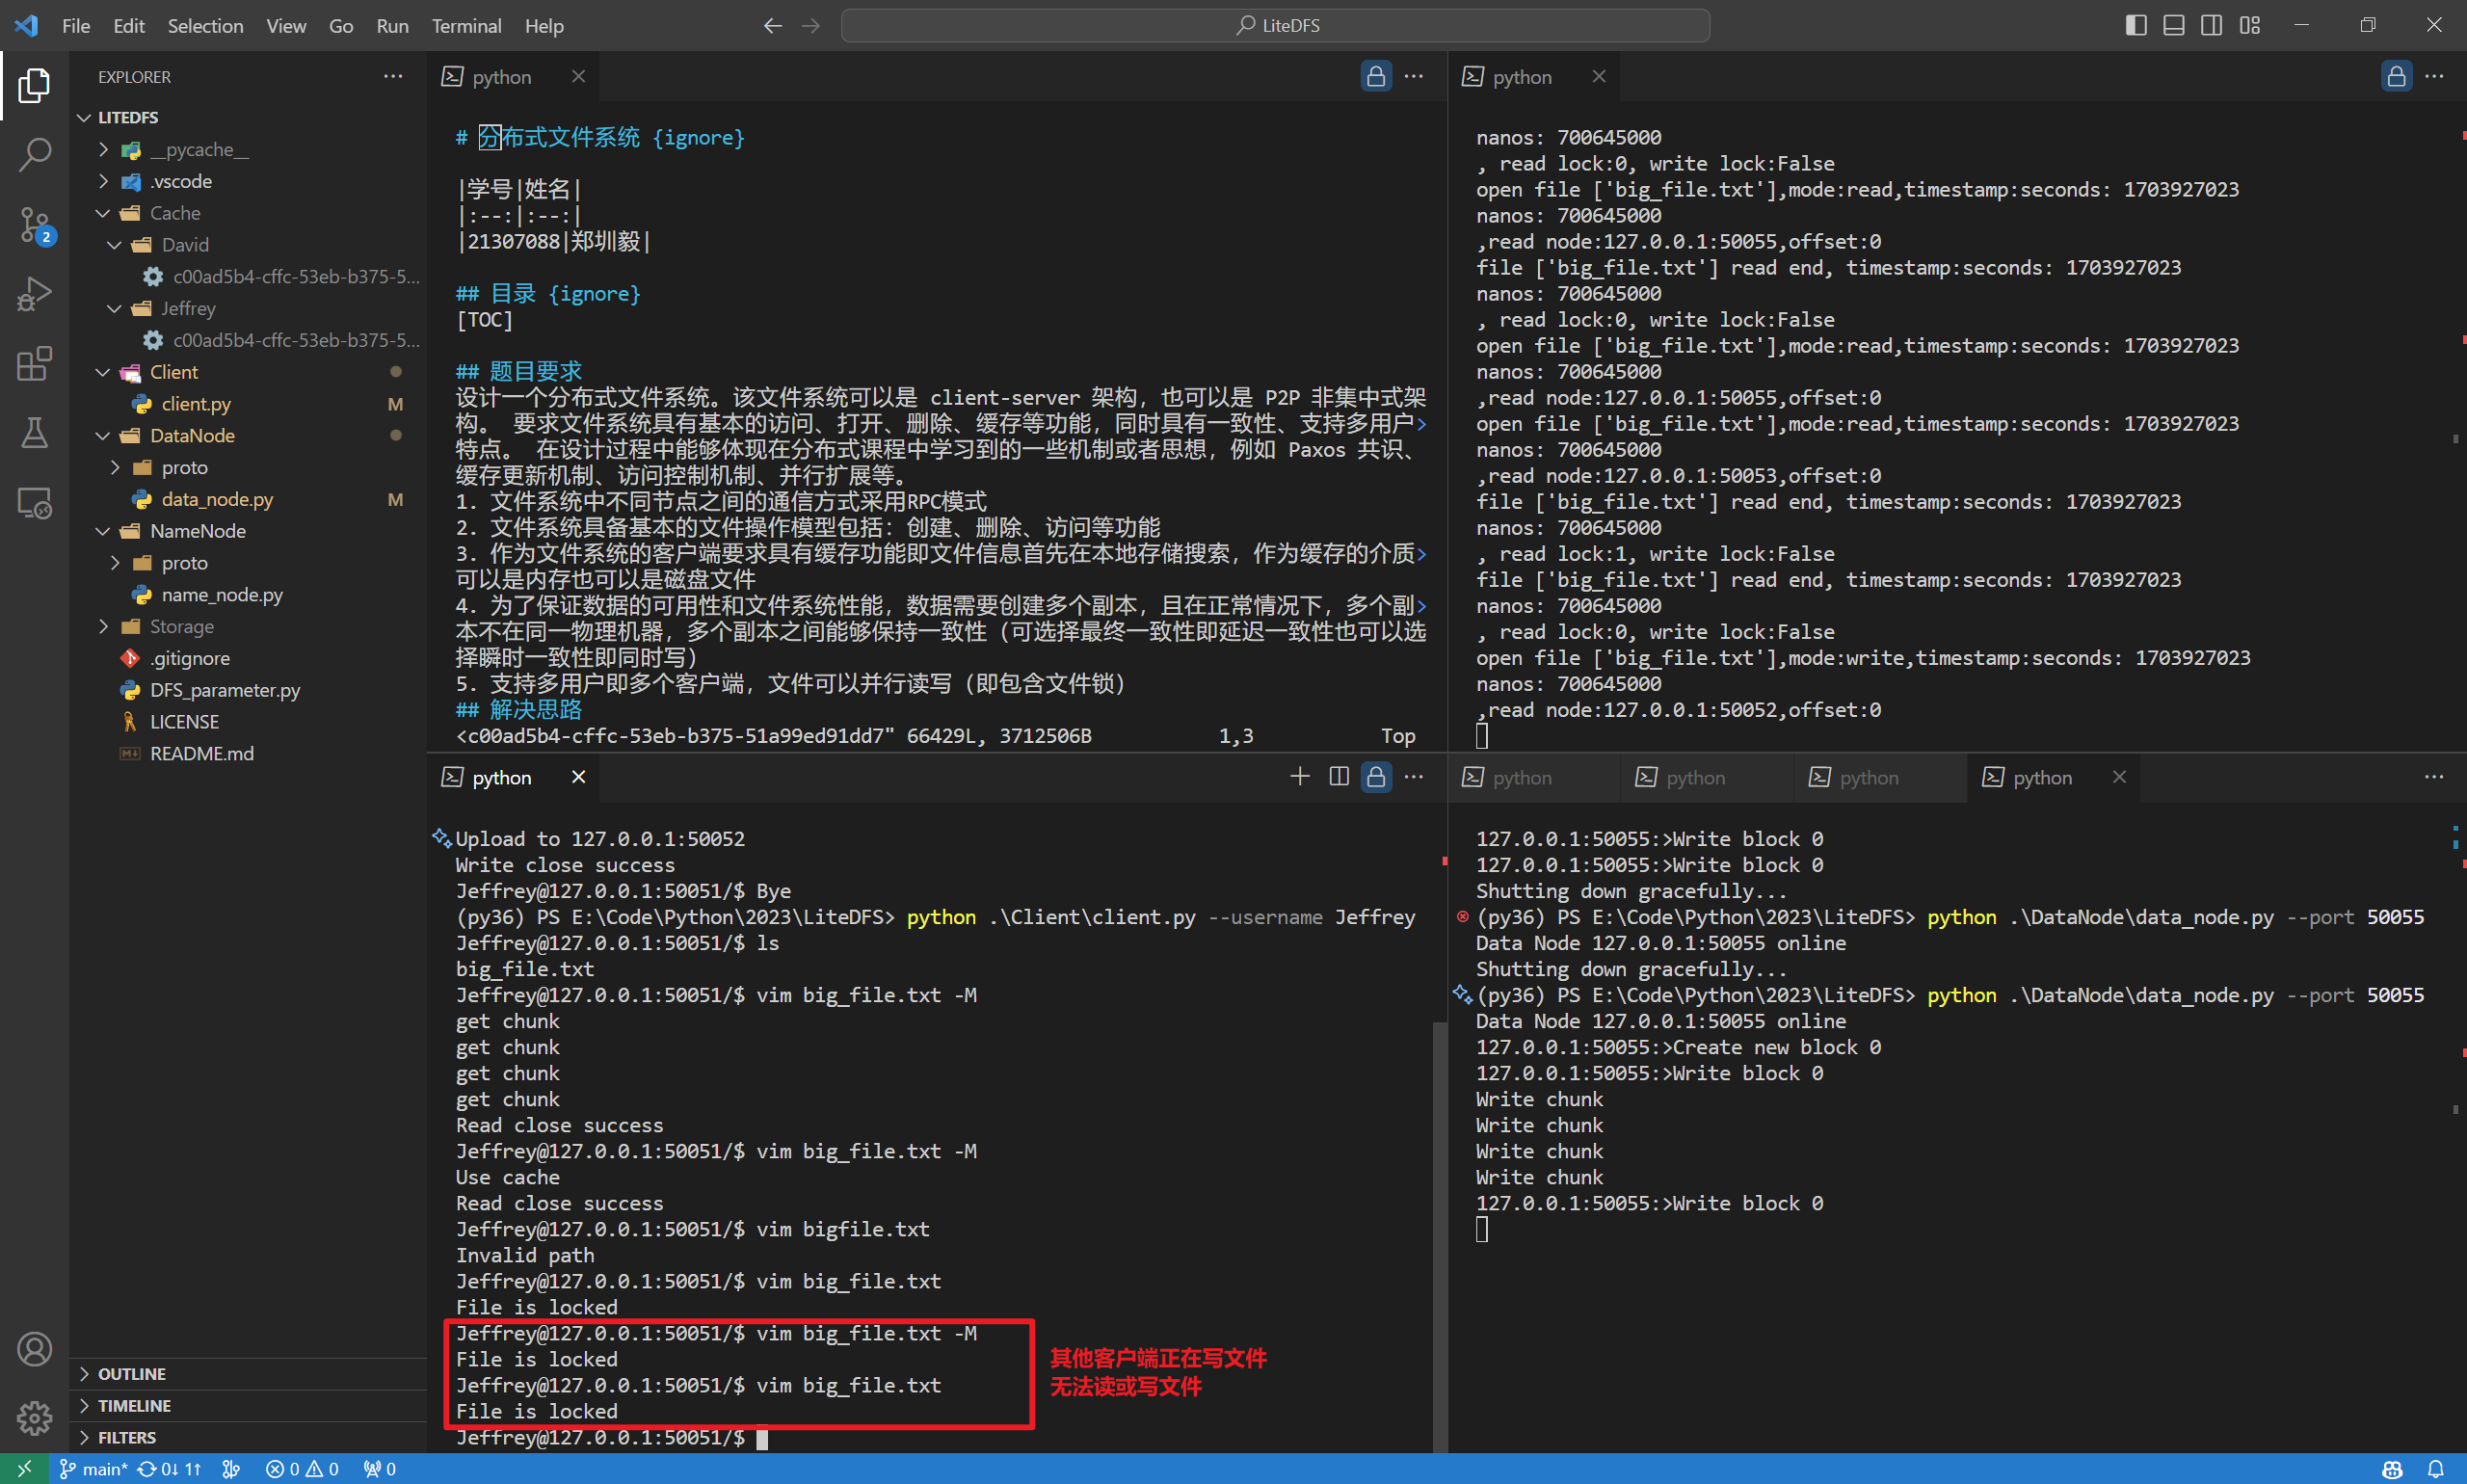 File Edit Selection View Go Run Terminal Help
LiteDFS
EXPLORER
LITEDFS
__pycache__
.vscode
Cache
David
c00ad5b4-cffc-53eb-b375-5...
Jeffrey
c00ad5b4-cffc-53eb-b375-5...
Client
client.py M
DataNode
proto
data_node.py M
NameNode
proto
name_node.py
Storage
.gitignore
DFS_parameter.py
LICENSE
README.md
OUTLINE
TIMELINE
FILTERS
2
python
# 分布式文件系统 {ignore}
|学号|姓名|
|:--:|:--:|
|21307088|郑圳毅|
## 目录 {ignore}
[TOC]
## 题目要求
设计一个分布式文件系统。该文件系统可以是 client-server 架构，也可以是 P2P 非集中式架
构。 要求文件系统具有基本的访问、打开、删除、缓存等功能，同时具有一致性、支持多用户>
特点。 在设计过程中能够体现在分布式课程中学习到的一些机制或者思想，例如 Paxos 共识、
缓存更新机制、访问控制机制、并行扩展等。
1. 文件系统中不同节点之间的通信方式采用RPC模式
2. 文件系统具备基本的文件操作模型包括：创建、删除、访问等功能
3. 作为文件系统的客户端要求具有缓存功能即文件信息首先在本地存储搜索，作为缓存的介质>
可以是内存也可以是磁盘文件
4. 为了保证数据的可用性和文件系统性能，数据需要创建多个副本，且在正常情况下，多个副>
本不在同一物理机器，多个副本之间能够保持一致性（可选择最终一致性即延迟一致性也可以选
择瞬时一致性即同时写）
5. 支持多用户即多个客户端，文件可以并行读写（即包含文件锁）
## 解决思路
<c00ad5b4-cffc-53eb-b375-51a99ed91dd7" 66429L, 3712506B 1,3 Top
python
nanos: 700645000
, read lock:0, write lock:False
open file ['big_file.txt'],mode:read,timestamp:seconds: 1703927023
nanos: 700645000
,read node:127.0.0.1:50055,offset:0
file ['big_file.txt'] read end, timestamp:seconds: 1703927023
nanos: 700645000
, read lock:0, write lock:False
open file ['big_file.txt'],mode:read,timestamp:seconds: 1703927023
nanos: 700645000
,read node:127.0.0.1:50055,offset:0
open file ['big_file.txt'],mode:read,timestamp:seconds: 1703927023
nanos: 700645000
,read node:127.0.0.1:50053,offset:0
file ['big_file.txt'] read end, timestamp:seconds: 1703927023
nanos: 700645000
, read lock:1, write lock:False
file ['big_file.txt'] read end, timestamp:seconds: 1703927023
nanos: 700645000
, read lock:0, write lock:False
open file ['big_file.txt'],mode:write,timestamp:seconds: 1703927023
nanos: 700645000
,read node:127.0.0.1:50052,offset:0
python
Upload to 127.0.0.1:50052
Write close success
Jeffrey@127.0.0.1:50051/$ Bye
(py36) PS E:\Code\Python\2023\LiteDFS> python .\Client\client.py --username Jeffrey
Jeffrey@127.0.0.1:50051/$ ls
big_file.txt
Jeffrey@127.0.0.1:50051/$ vim big_file.txt -M
get chunk
get chunk
get chunk
get chunk
Read close success
Jeffrey@127.0.0.1:50051/$ vim big_file.txt -M
Use cache
Read close success
Jeffrey@127.0.0.1:50051/$ vim bigfile.txt
Invalid path
Jeffrey@127.0.0.1:50051/$ vim big_file.txt
File is locked
Jeffrey@127.0.0.1:50051/$ vim big_file.txt -M
File is locked
Jeffrey@127.0.0.1:50051/$ vim big_file.txt
File is locked
Jeffrey@127.0.0.1:50051/$
其他客户端正在写文件
无法读或写文件
python python python python
127.0.0.1:50055:>Write block 0
127.0.0.1:50055:>Write block 0
Shutting down gracefully...
(py36) PS E:\Code\Python\2023\LiteDFS> python .\DataNode\data_node.py --port 50055
Data Node 127.0.0.1:50055 online
Shutting down gracefully...
(py36) PS E:\Code\Python\2023\LiteDFS> python .\DataNode\data_node.py --port 50055
Data Node 127.0.0.1:50055 online
127.0.0.1:50055:>Create new block 0
127.0.0.1:50055:>Write block 0
Write chunk
Write chunk
Write chunk
Write chunk
127.0.0.1:50055:>Write block 0
main* 0↓ 1↑ 0 0 0